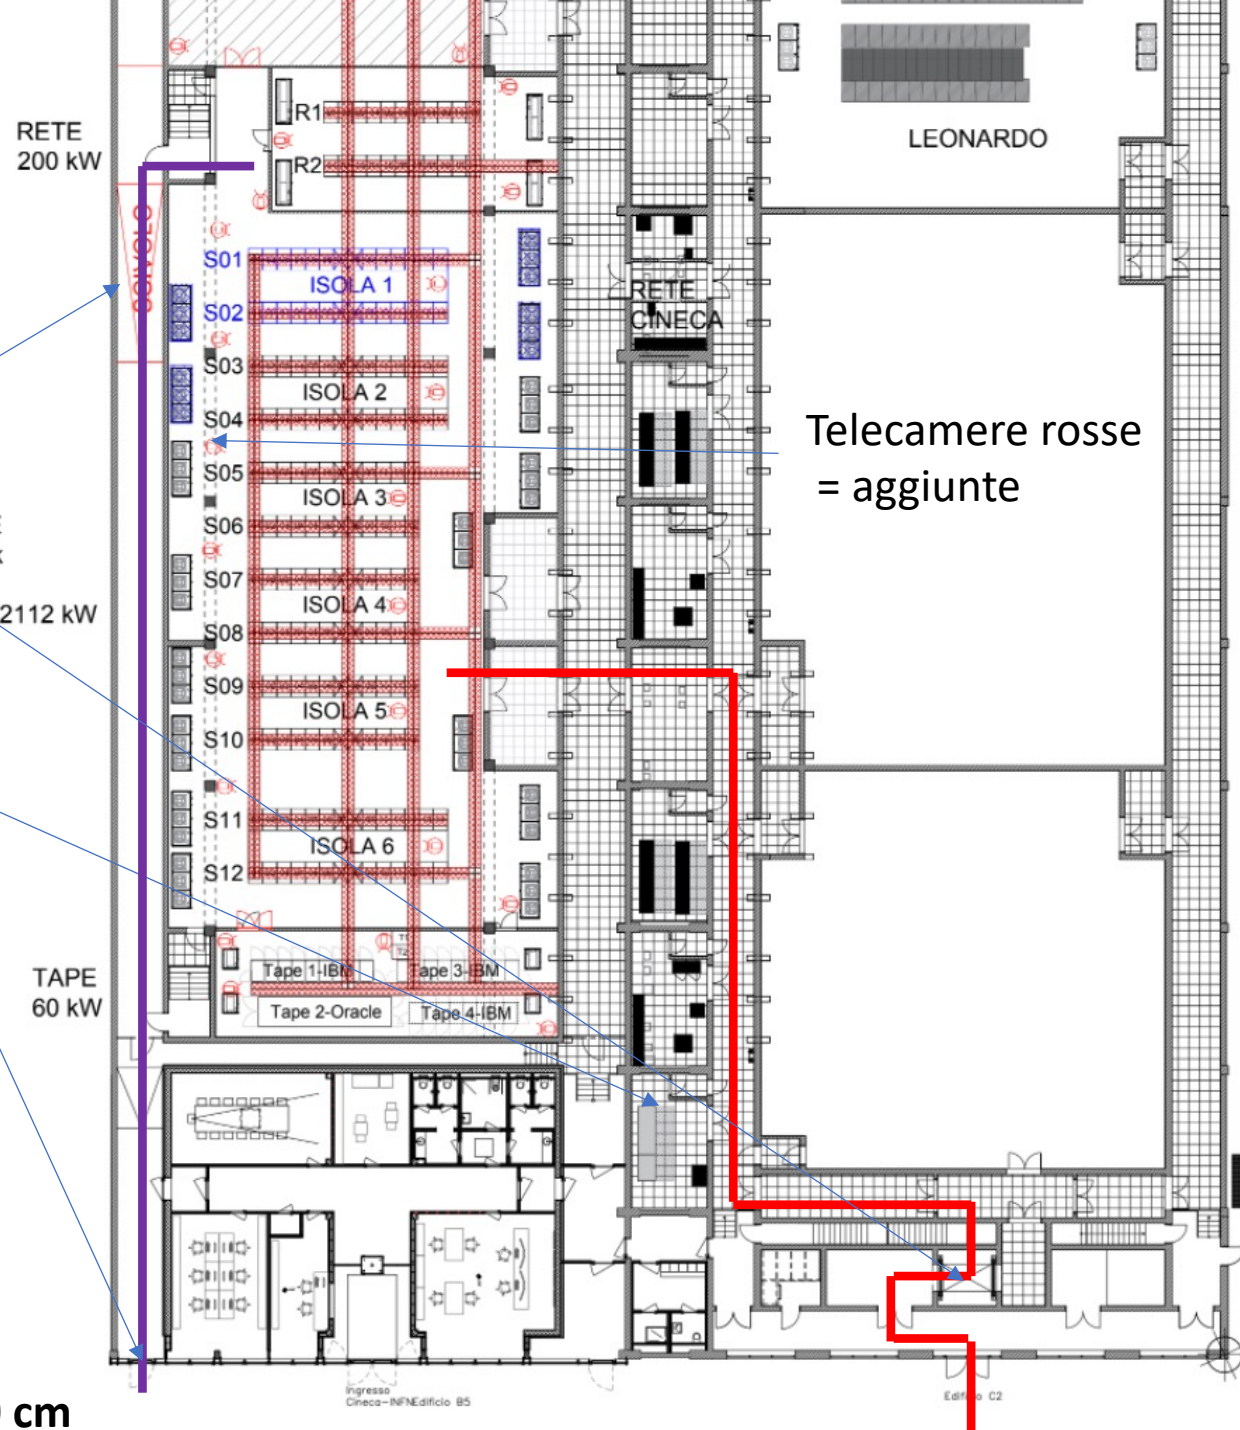 RETE
200 kW
R1
R2
LEONARDO
SCIVOLO
S01
ISOLA 1
S02
RETE
CINECA
S03
ISOLA 2
S04
Telecamere rosse
= aggiunte
S05
ISOLA 3
S06
S07
ISOLA 4
2112 kW
S08
S09
ISOLA 5
S10
S11
ISOLA 6
S12
TAPE
60 kW
T1
T2
Tape 1-IBM
Tape 3-IBM
Tape 2-Oracle
Tape 4-IBM
Ingresso
Cineca-INFN Edificio B5
Edificio C2
cm